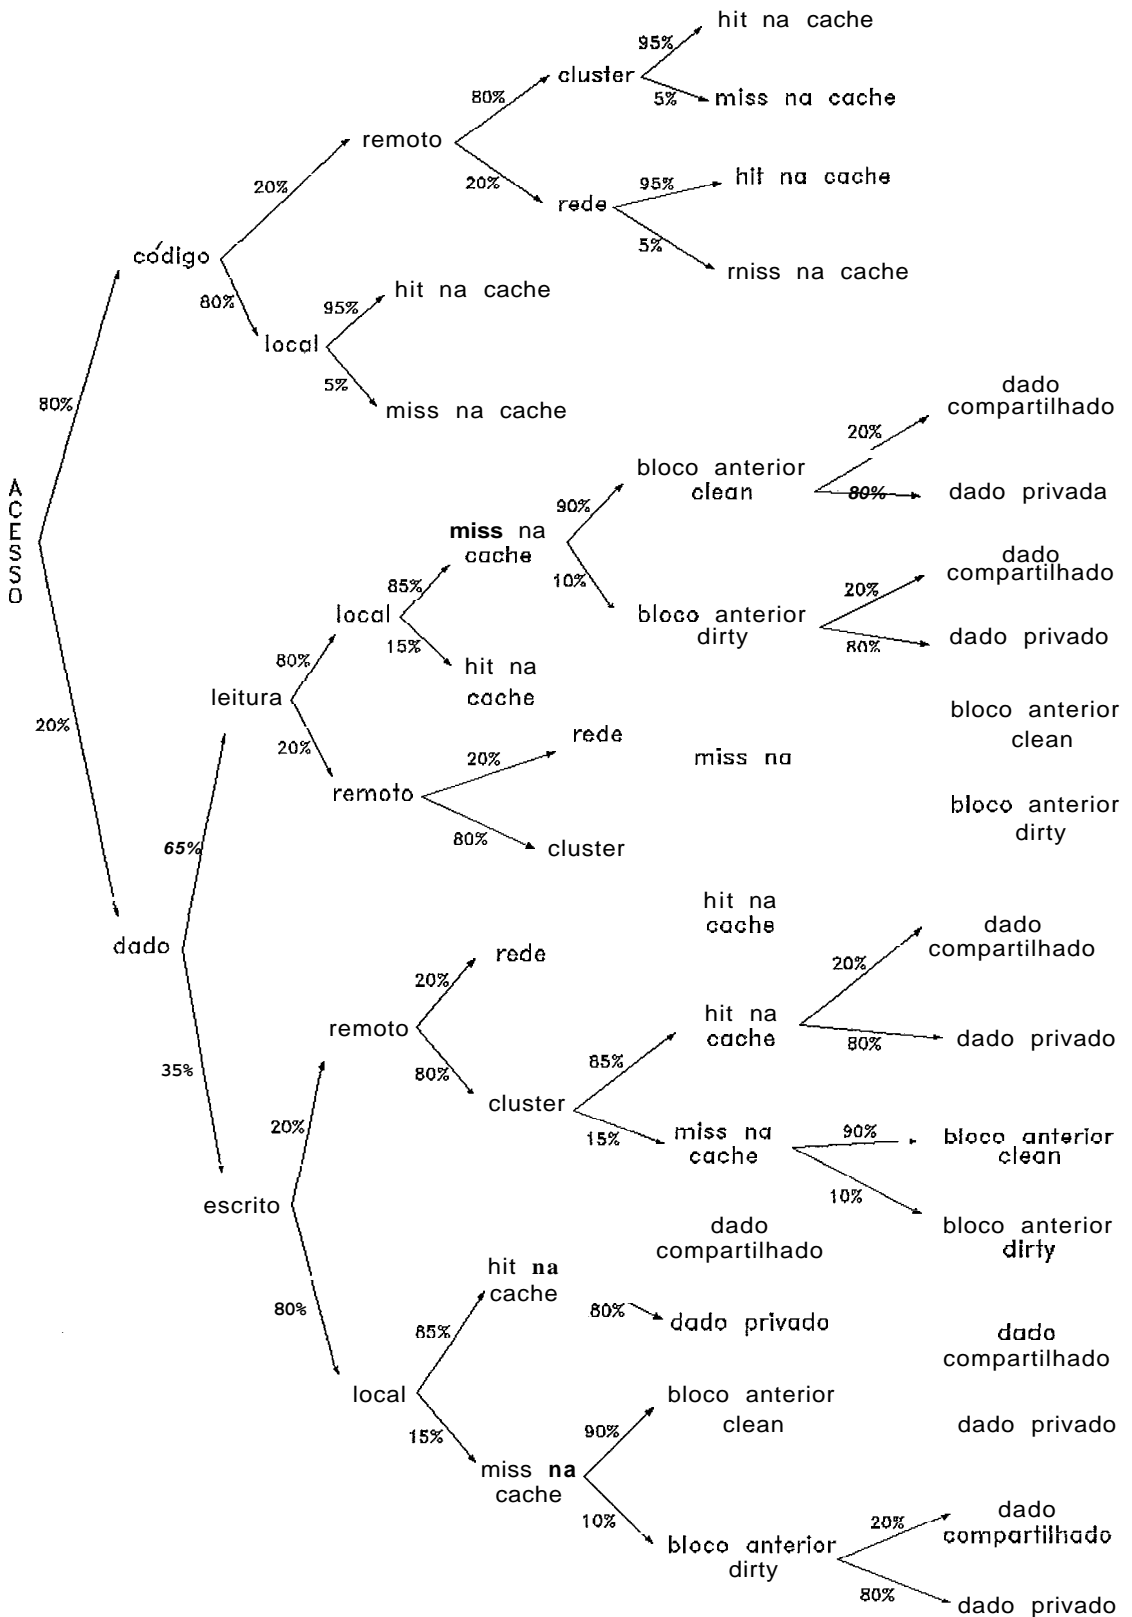 hit na cache
95%
cluster
80%
5%
miss na cache
remoto
20%
20%
hit na cache
95%
rede
5%
código
rniss na cache
80%
hit na cache
95%
local
5%
miss na cache
80%
dado
compartilhado
20%
bloco anterior
clean
80%
dado privada
90%
ACESSO
miss na
cache
85%
10%
dado
compartilhado
20%
local
bloco anterior
dirty
80%
dado privado
15%
80%
hit na
cache
leitura
20%
20%
rede
20%
miss na
bloco anterior
clean
remoto
80%
cluster
bloco anterior
dirty
65%
hit na
cache
dado
rede
20%
dado
compartilhado
20%
remoto
hit na
cache
80%
dado privado
35%
80%
85%
cluster
15%
20%
miss na
cache
90%
bloco anterior
clean
10%
escrito
bloco anterior
dirty
dado
compartilhado
hit na
cache
80%
80%
dado privado
85%
dado
compartilhado
local
bloco anterior
clean
dado privado
15%
90%
miss na
cache
10%
dado
compartilhado
20%
bloco anterior
dirty
80%
dado privado